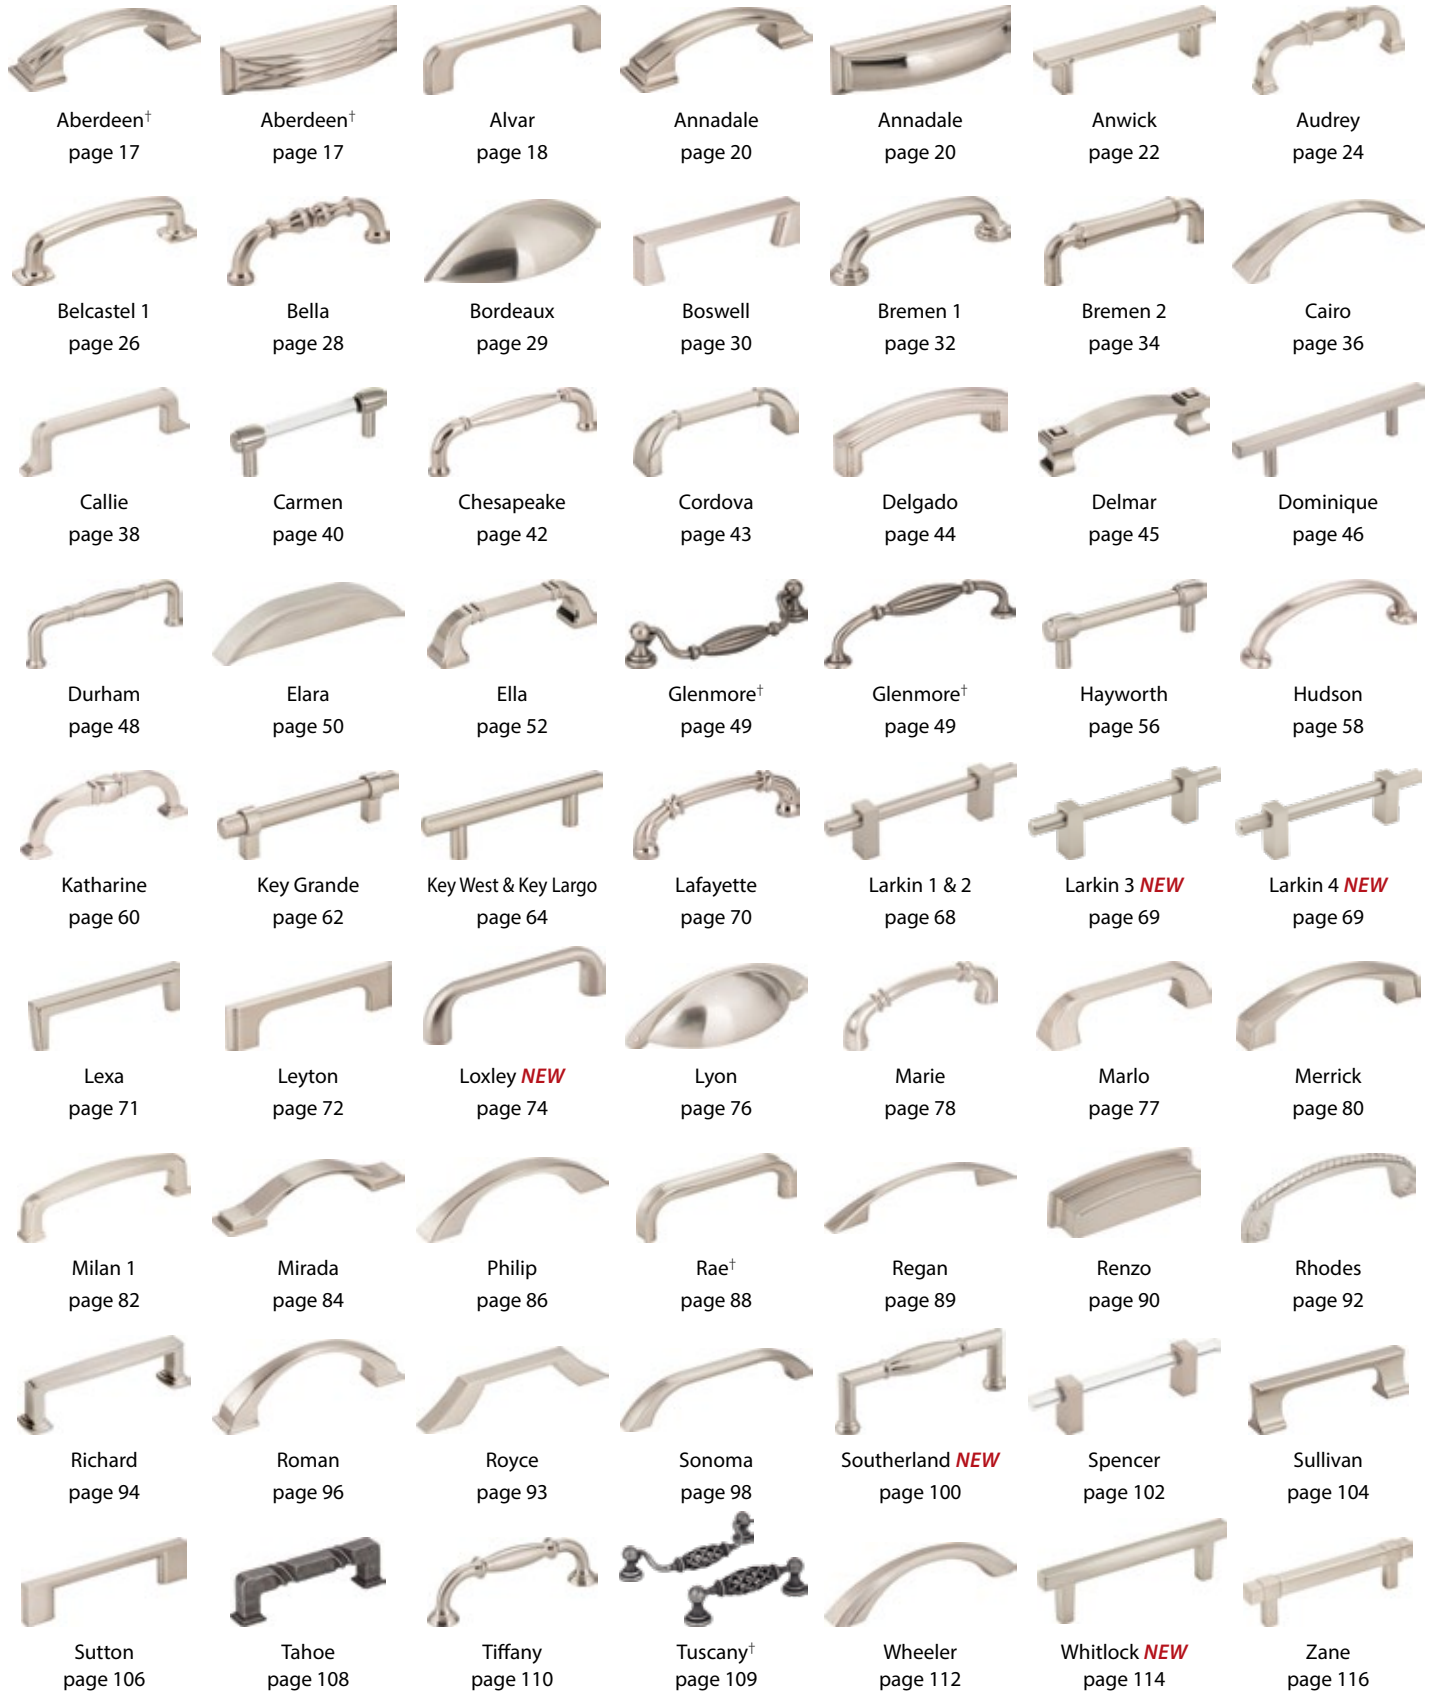 Aberdeen† Aberdeen† Alvar Annadale Annadale Anwick Audrey
page 17 page 17 page 18 page 20 page 20 page 22 page 24
Belcastel 1 Bella Bordeaux Boswell Bremen 1 Bremen 2 Cairo
page 26 page 28 page 29 page 30 page 32 page 34 page 36
Callie Carmen Chesapeake Cordova Delgado Delmar Dominique
page 38 page 40 page 42 page 43 page 44 page 45 page 46
Durham Elara Ella Glenmore† Glenmore† Hayworth Hudson
page 48 page 50 page 52 page 49 page 49 page 56 page 58
Katharine Key Grande Key West & Key Largo Lafayette Larkin 1 & 2 Larkin 3 NEW Larkin 4 NEW
page 60 page 62 page 64 page 70 page 68 page 69 page 69
Lexa Leyton Loxley NEW Lyon Marie Marlo Merrick
page 71 page 72 page 74 page 76 page 78 page 77 page 80
Milan 1 Mirada Philip Rae† Regan Renzo Rhodes
page 82 page 84 page 86 page 88 page 89 page 90 page 92
Richard Roman Royce Sonoma Southerland NEW Spencer Sullivan
page 94 page 96 page 93 page 98 page 100 page 102 page 104
Sutton Tahoe Tiffany Tuscany† Wheeler Whitlock NEW Zane
page 106 page 108 page 110 page 109 page 112 page 114 page 116